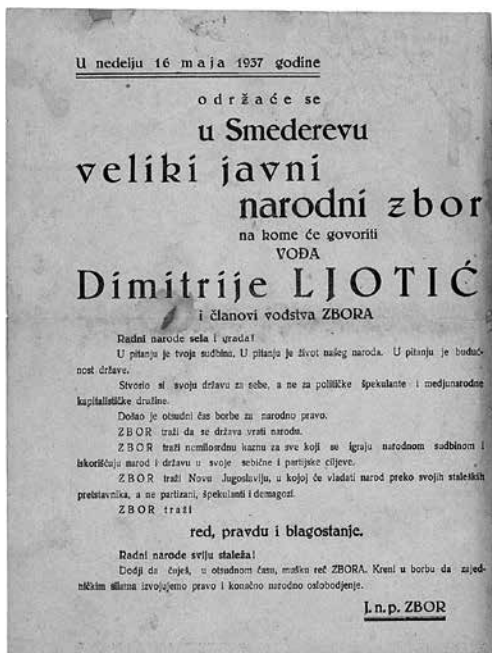 U nedelju 16 maja 1937 godine
održaće se
u Smederevu
veliki javni
narodni zbor
na kome će govoriti
VOĐA
Dimitrije LJOTIĆ
i članovi vodstva ZBORA
Radni narode sela i grada!
U pitanju je tvoja sudbina. U pitanju je život našeg naroda. U pitanju je buduć-
nost države.
Stvorio si svoju državu za sebe, a ne za političke špekulante i medjunarodne
kapitalističke družine.
Došao je otsudni čas borbe za narodno pravo.
ZBOR traži da se država vrati narodu.
ZBOR traži nemilosrdnu kaznu za sve koji se igraju narodnom sudbinom i
iskorišćuju narod i državu u svoje sebične i partijske ciljeve.
ZBOR traži Novu Jugoslaviju, u kojoj će vladati narod preko svojih staleških
pretstavnika, a ne partizani, špekulanti i demagozi.
ZBOR traži
red, pravdu i blagostanje.
Radni narode sviju staleža!
Dodji da čuješ, u otsudnom času, mušku reč ZBORA. Kreni u borbu da zajed-
ničkim silama izvojujemo pravo i konačno narodno oslobodjenje.
J. n. p. ZBOR